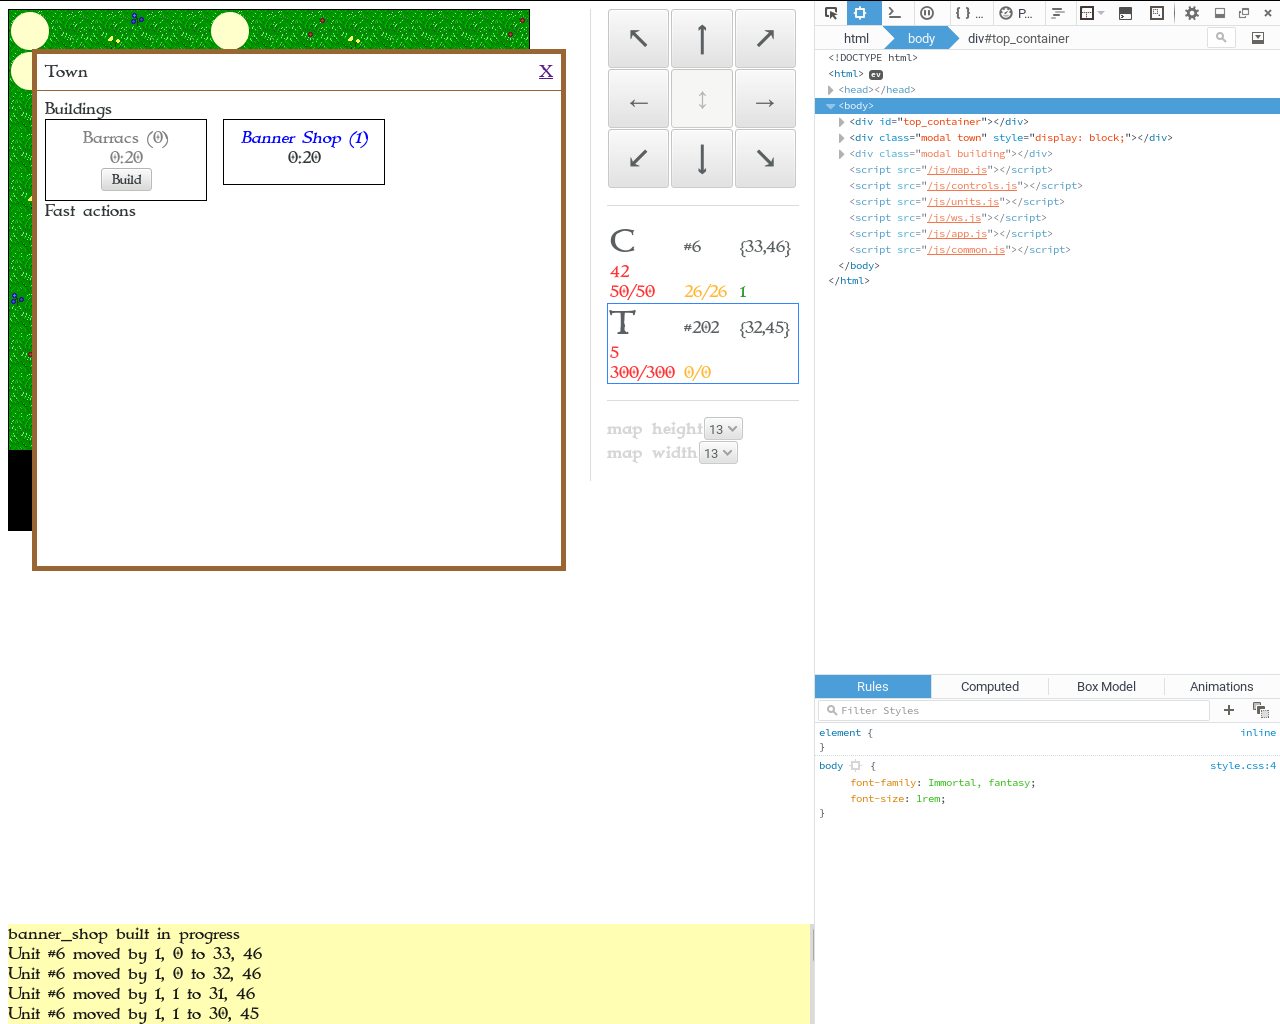 Town X
Buildings
Barracs (0)
0:20
Build
Banner Shop (1)
0:20
Fast actions
↖ ↑ ↗
← ↕ →
↙ ↓ ↘
C #6 {33,46}
42
50/50 26/26 1
T #202 {32,45}
5
300/300 0/0
map height 13
map width 13
banner_shop built in progress
Unit #6 moved by 1, 0 to 33, 46
Unit #6 moved by 1, 0 to 32, 46
Unit #6 moved by 1, 1 to 31, 46
Unit #6 moved by 1, 1 to 30, 45
{ } ... P...
html body div#top_container
<!DOCTYPE html>
<html> ev
<head></head>
<body>
<div id="top_container"></div>
<div class="modal town" style="display: block;"></div>
<div class="modal building"></div>
<script src="/js/map.js"></script>
<script src="/js/controls.js"></script>
<script src="/js/units.js"></script>
<script src="/js/ws.js"></script>
<script src="/js/app.js"></script>
<script src="/js/common.js"></script>
</body>
</html>
Rules Computed Box Model Animations
Filter Styles
element { inline
}
body { style.css:4
font-family: Immortal, fantasy;
font-size: 1rem;
}